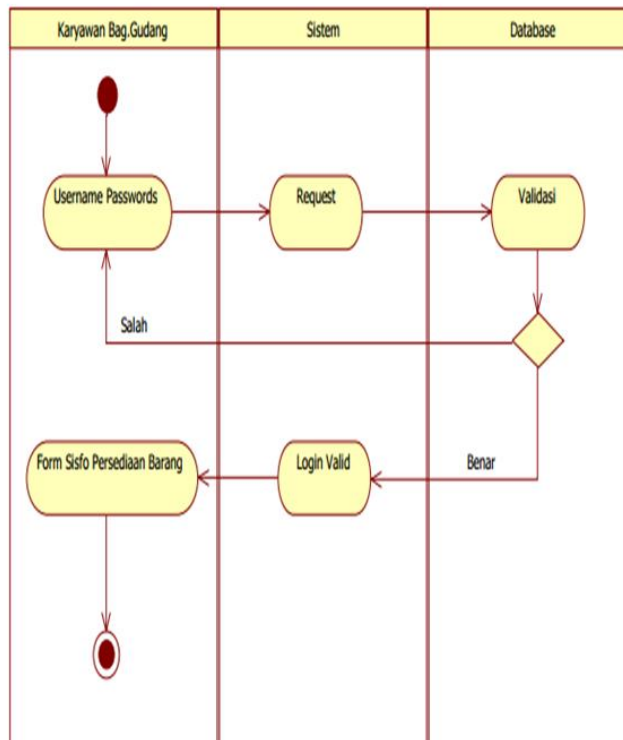 Karyawan Bag.Gudang
Sistem
Database
Username Passwords
Request
Validasi
Salah
Form Sisfo Persediaan Barang
Login Valid
Benar